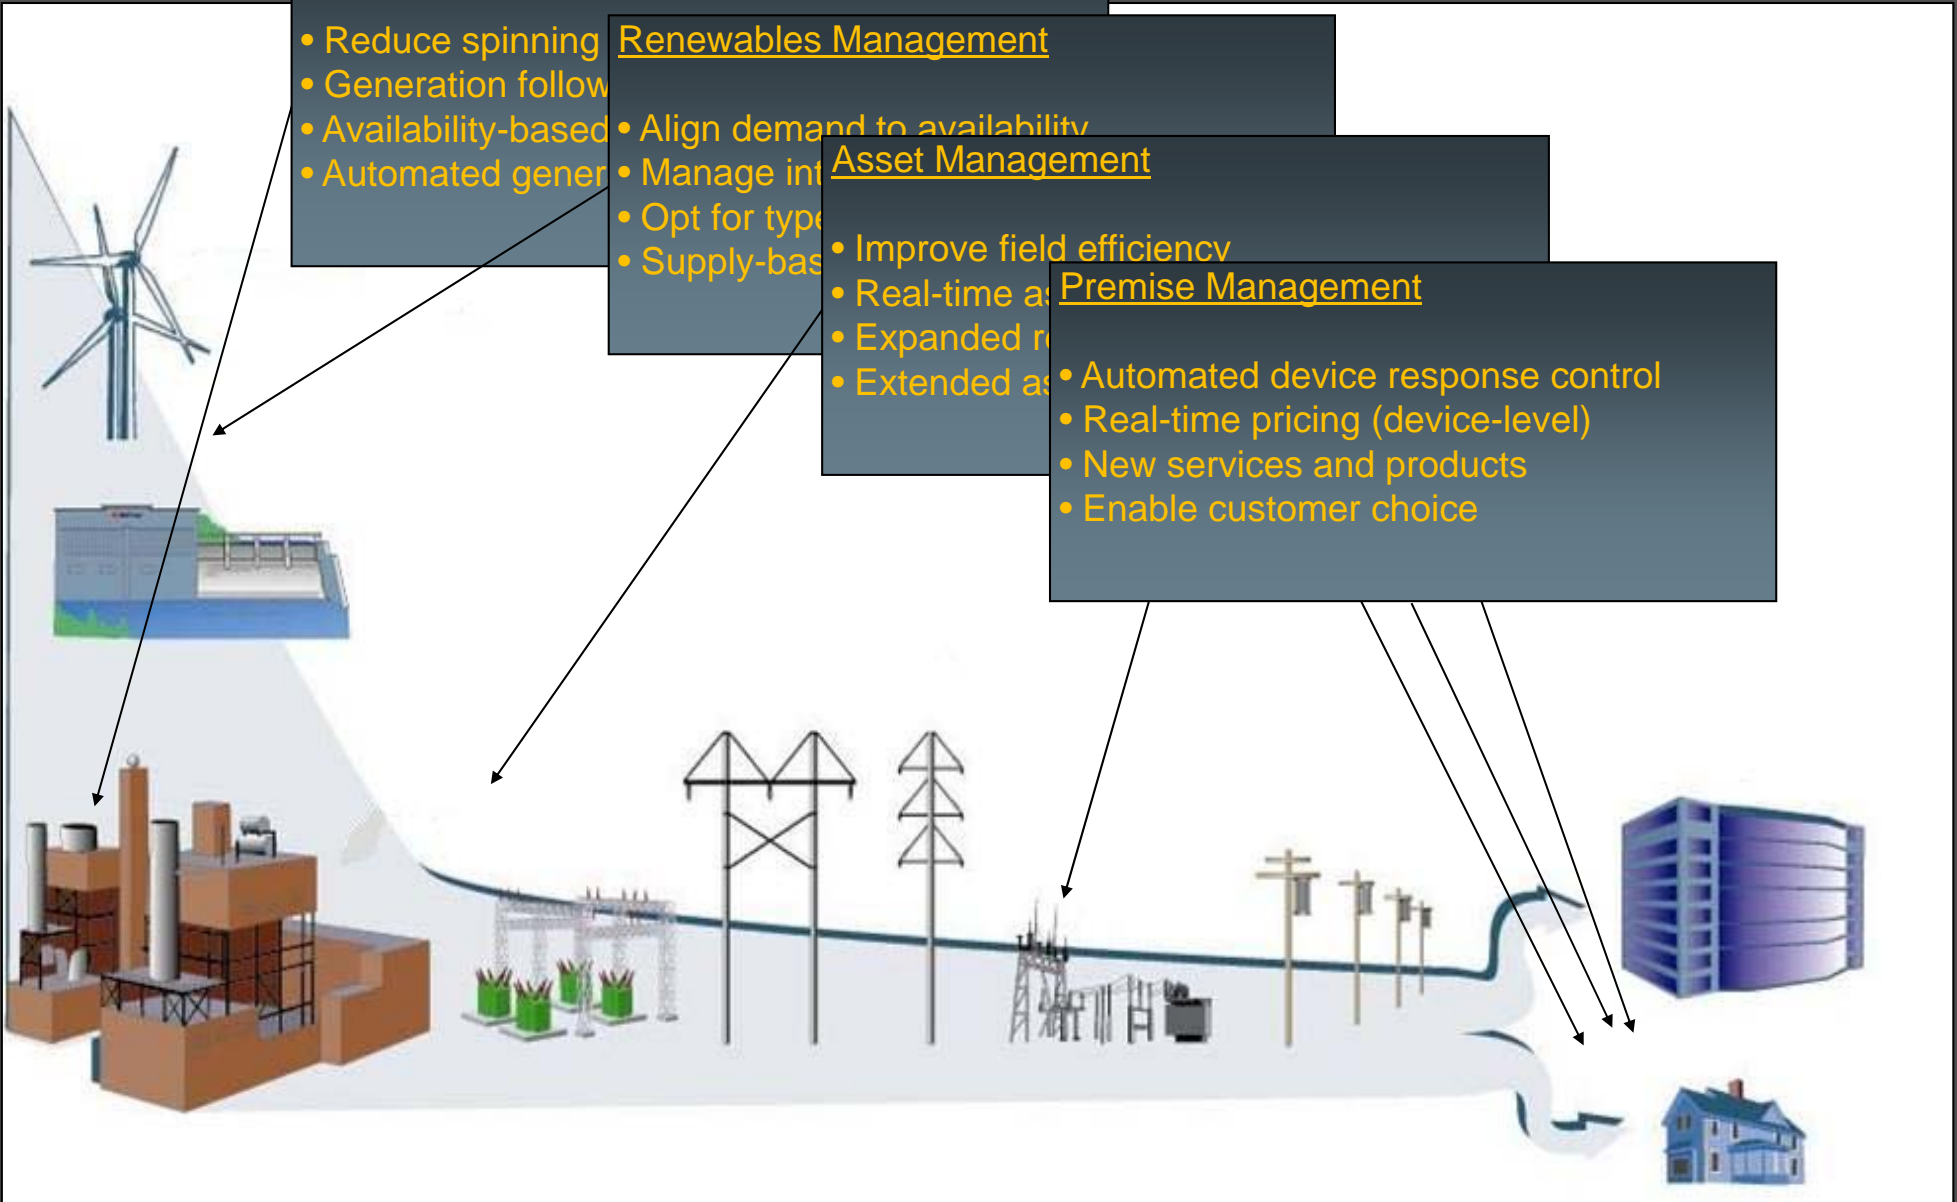 • Reduce spinning
• Generation follow
• Availability-based
• Automated gener
Renewables Management
• Align demand to availability
• Manage int
• Opt for type
• Supply-bas
Asset Management
• Improve field efficiency
• Real-time as
• Expanded re
• Extended as
Premise Management
• Automated device response control
• Real-time pricing (device-level)
• New services and products
• Enable customer choice